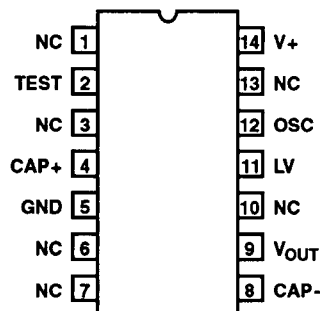 NC 1 14 V+
TEST 2 13 NC
NC 3 12 OSC
CAP+ 4 11 LV
GND 5 10 NC
NC 6 9 VOUT
NC 7 8 CAP-